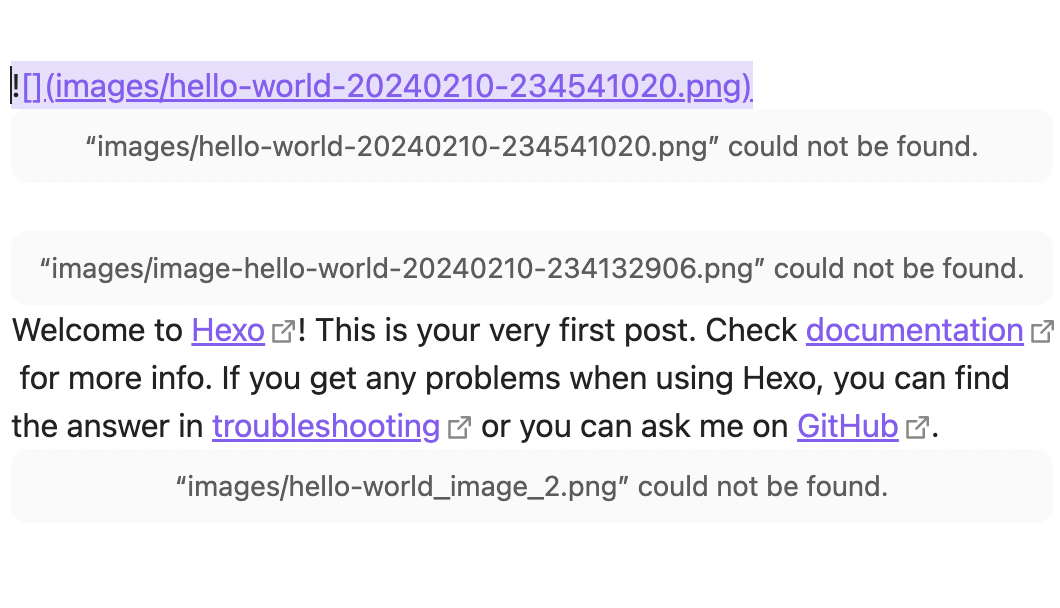 ![](images/hello-world-20240210-234541020.png)
“images/hello-world-20240210-234541020.png” could not be found.
“images/image-hello-world-20240210-234132906.png” could not be found.
Welcome to Hexo! This is your very first post. Check documentation
for more info. If you get any problems when using Hexo, you can find
the answer in troubleshooting or you can ask me on GitHub.
“images/hello-world_image_2.png” could not be found.